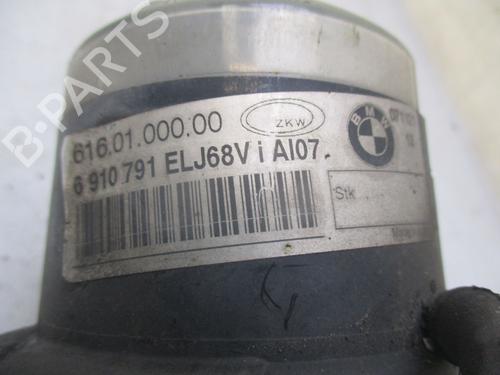 616.01.000.00
ZKW
BMW
6 910 791 ELJ68V i AI07
Stk
B-PARTS